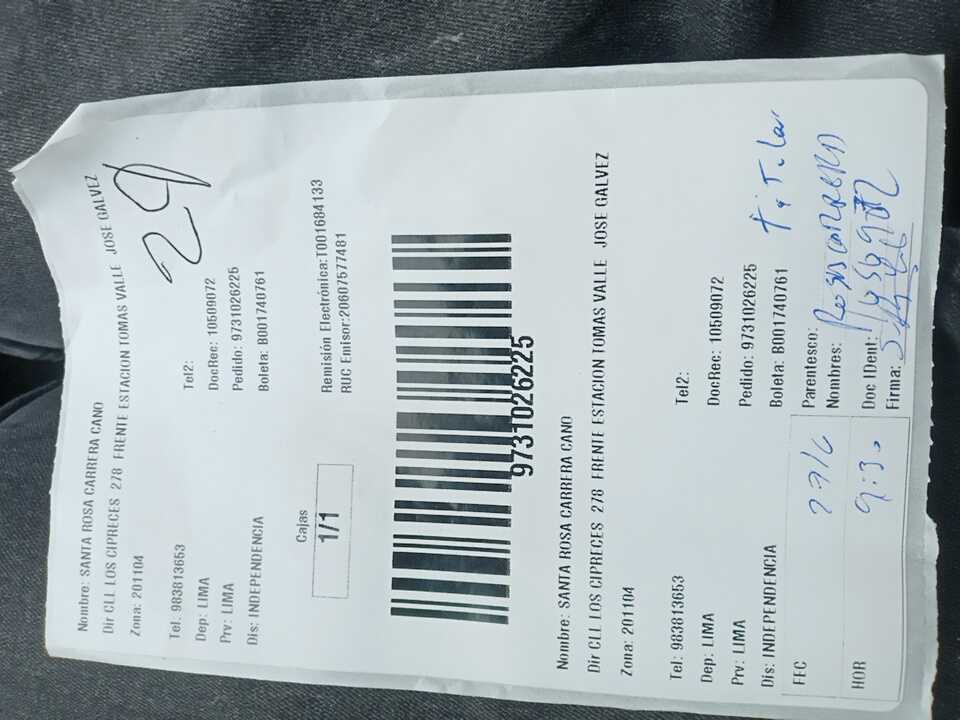 Nombre: SANTA ROSA CARRERA CANO
Dir CLL LOS CIPRECES 278 FRENTE ESTACION TOMAS VALLE JOSE GALVEZ
Zona: 201104
29
Tel: 983813653 Tel2:
Dep: LIMA DocRec: 10509072
Prv: LIMA Pedido: 9731026225
Dis: INDEPENDENCIA Boleta: B001740761
Cajas
1/1
Remisión Electrónica:T001684133
RUC Emisor:20607577481
9731026225
Nombre: SANTA ROSA CARRERA CANO
Dir CLL LOS CIPRECES 278 FRENTE ESTACION TOMAS VALLE JOSE GALVEZ
Zona: 201104
Tel: 983813653 Tel2:
Dep: LIMA DocRec: 10509072
Prv: LIMA Pedido: 9731026225
Dis: INDEPENDENCIA Boleta: B001740761
FEC Parentesco:
Nombres:
HOR 9:30 Doc IDent:
Firma: